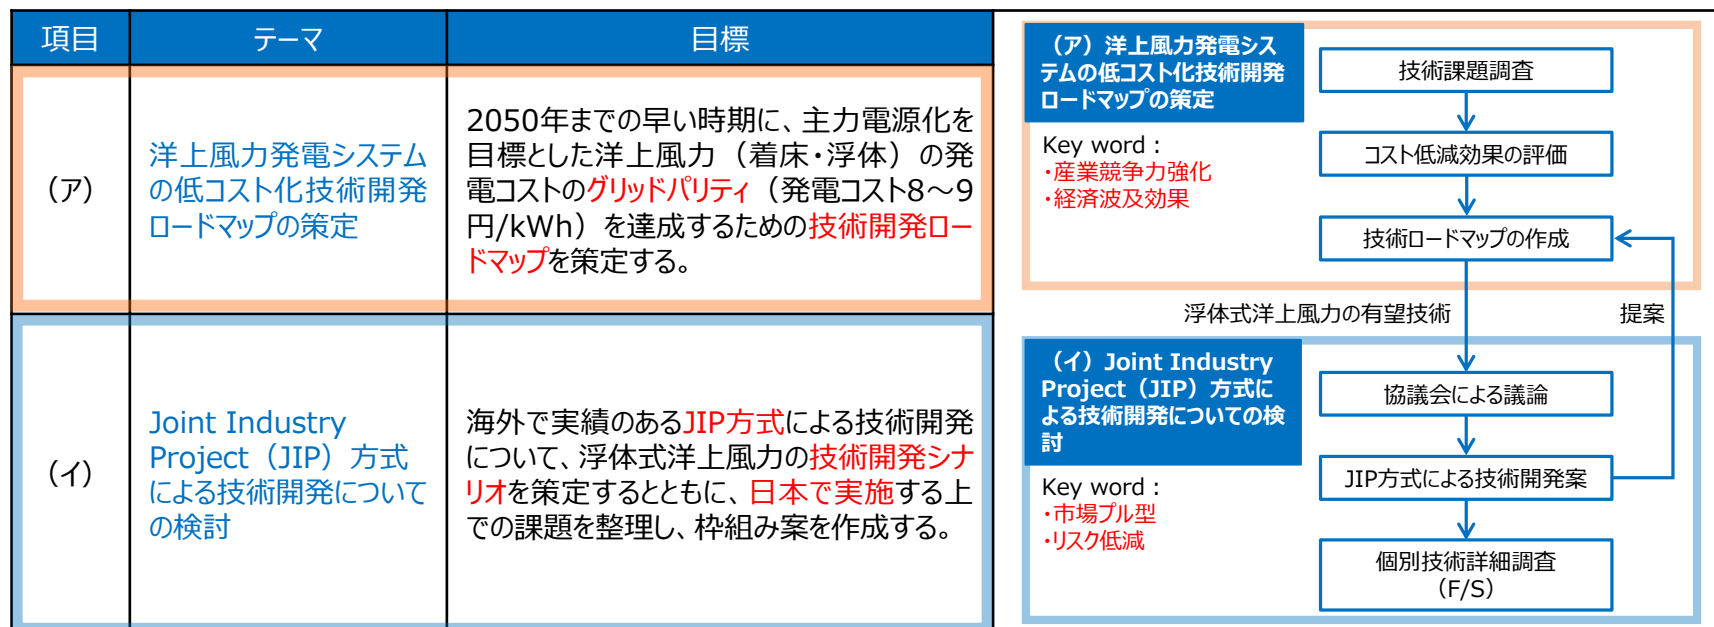 項目
テーマ
目標
（ア）
洋上風力発電システム
の低コスト化技術開発
ロードマップの策定
2050年までの早い時期に、主力電源化を
目標とした洋上風力（着床・浮体）の発
電コストのグリッドパリティ（発電コスト8～9
円/kWh）を達成するための技術開発ロー
ドマップを策定する。
（イ）
Joint Industry
Project（JIP）方式
による技術開発について
の検討
海外で実績のあるJIP方式による技術開発
について、浮体式洋上風力の技術開発シナ
リオを策定するとともに、日本で実施する上
での課題を整理し、枠組み案を作成する。
（ア）洋上風力発電シス
テムの低コスト化技術開発
ロードマップの策定
Key word：
・産業競争力強化
・経済波及効果
技術課題調査
コスト低減効果の評価
技術ロードマップの作成
浮体式洋上風力の有望技術
提案
（イ）Joint Industry
Project（JIP）方式に
よる技術開発についての検
討
Key word：
・市場プル型
・リスク低減
協議会による議論
JIP方式による技術開発案
個別技術詳細調査
（F/S）